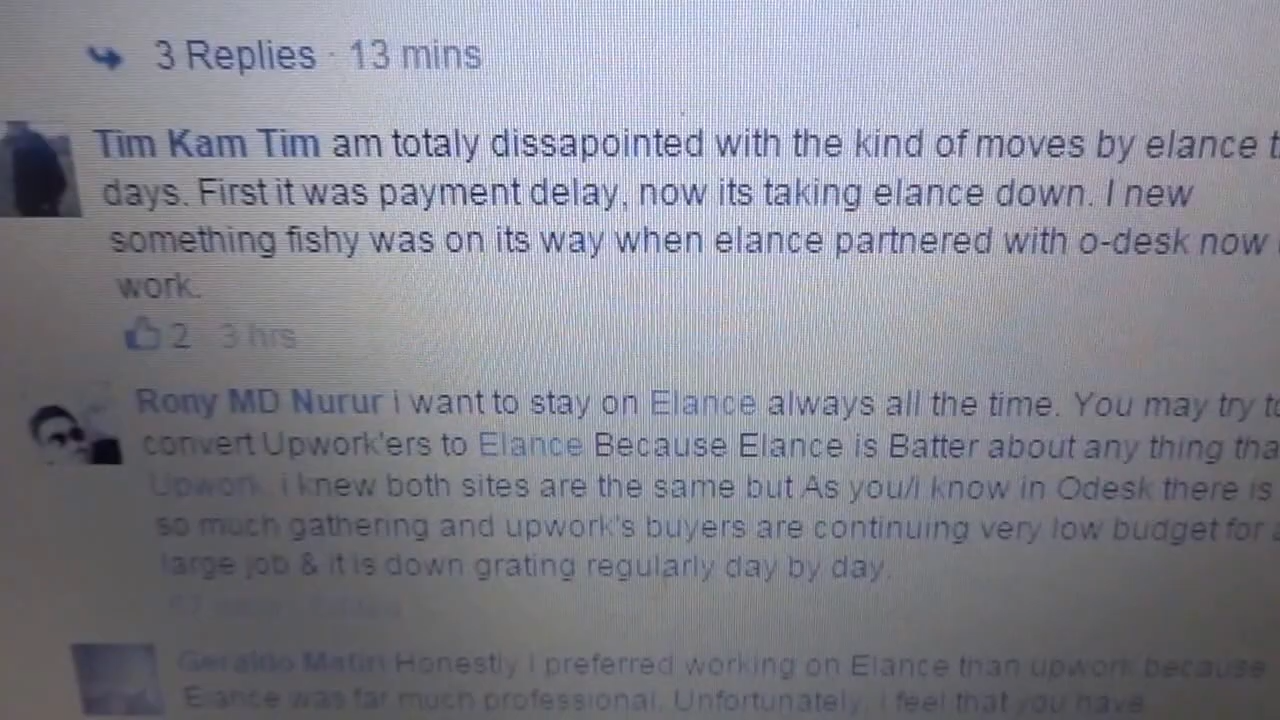 3 Replies · 13 mins
Tim Kam Tim am totaly dissapointed with the kind of moves by elance t
days. First it was payment delay, now its taking elance down. I new
something fishy was on its way when elance partnered with o-desk now
work.
2 3 hrs
Rony MD Nurur i want to stay on Elance always all the time. You may try to
convert Upwork'ers to Elance Because Elance is Batter about any thing tha
Upwork. i knew both sites are the same but As you/i know in Odesk there is
so much gathering and upwork's buyers are continuing very low budget for a
large job & it is down grating regularly day by day.
Geraldo Matin Honestly I preferred working on Elance than upwork because
Elance was far much professional. Unfortunately, i feel that you have